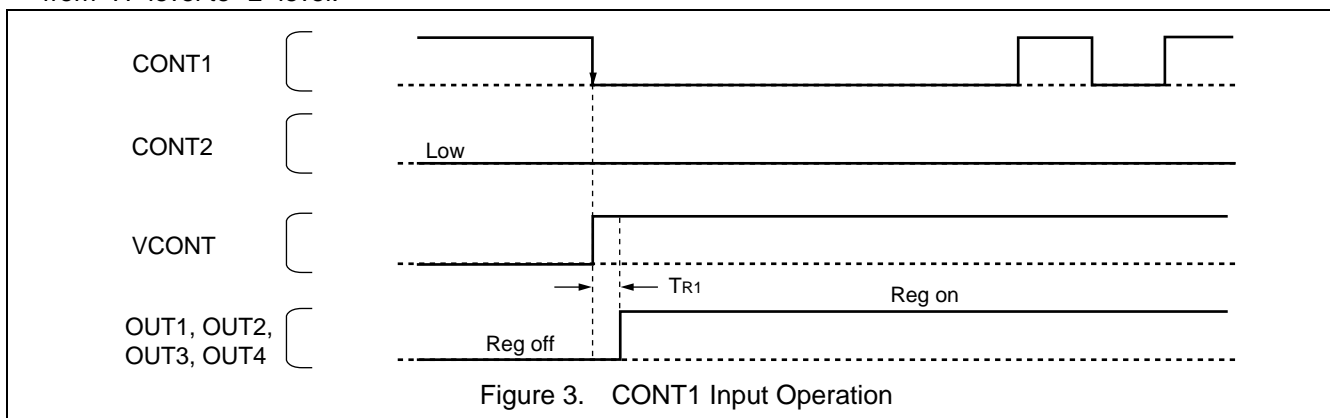 CONT1
CONT2
Low
VCONT
TR1
Reg on
OUT1, OUT2,
OUT3, OUT4
Reg off
Figure 3. CONT1 Input Operation